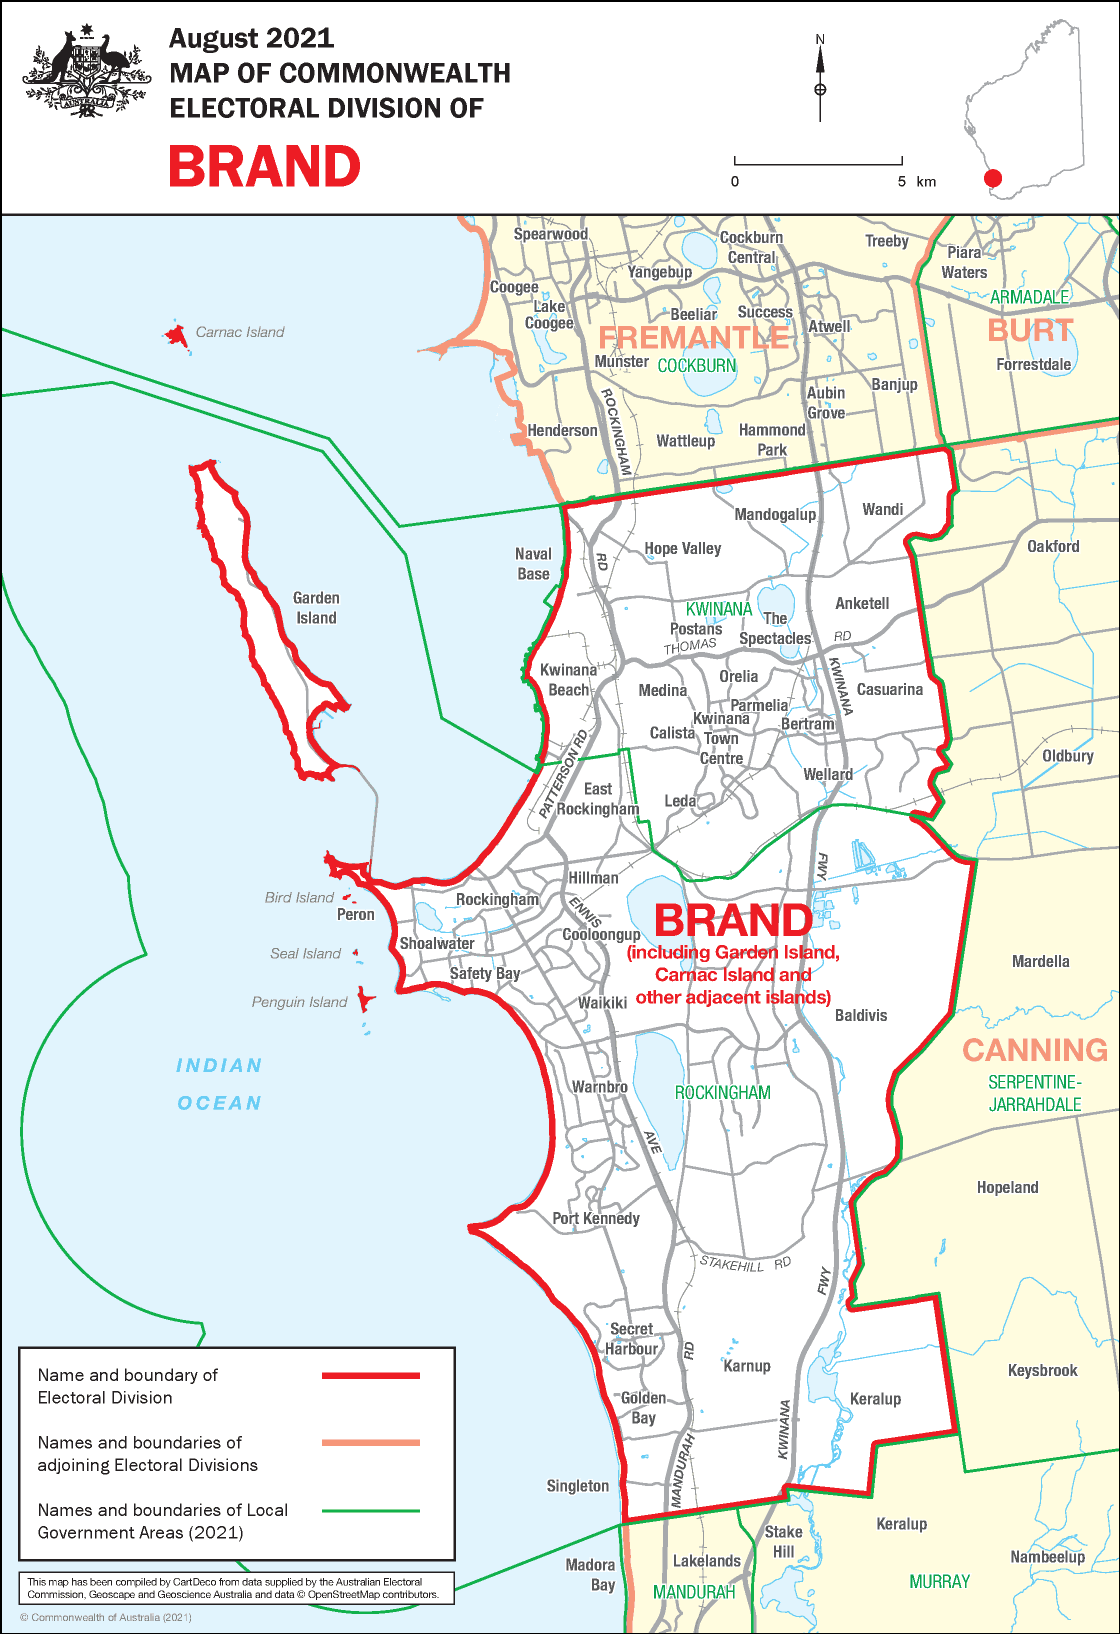 August 2021
MAP OF COMMONWEALTH
ELECTORAL DIVISION OF
BRAND
AUSTRALIA
N
0 5 km
Spearwood
Cockburn
Central
Treeby
Piara
Waters
Yangebup
Coogee
Lake
Coogee
Beeliar
Success
Atwell
ARMADALE
BURT
Forrestdale
FREMANTLE
Munster
COCKBURN
Carnac Island
Aubin
Grove
Banjup
ROCKINGHAM
Henderson
Wattleup
Hammond
Park
Mandogalup
Wandi
Oakford
Naval
Base
RD
Hope Valley
Garden
Island
KWINANA
Postans
The
Spectacles
Anketell
THOMAS
RD
Kwinana
Beach
Medina
Orelia
Parmelia
KWINANA
Casuarina
Calista
Kwinana
Town
Centre
Bertram
PATTERSON RD
Oldbury
East
Rockingham
Leda
Wellard
FWY
Hillman
Bird Island
Peron
Rockingham
ENNIS
Cooloongup
BRAND
(including Garden Island,
Carnac Island and
other adjacent islands)
Shoalwater
Seal Island
Safety Bay
Mardella
Penguin Island
Waikiki
Baldivis
INDIAN
OCEAN
CANNING
SERPENTINE-
JARRAHDALE
Warnbro
ROCKINGHAM
AVE
Hopeland
Port Kennedy
STAKEHILL RD
FWY
Secret
Harbour
RD
Karnup
Keysbrook
Golden
Bay
Keralup
KWINANA
MANDURAH
Singleton
Stake
Hill
Keralup
Madora
Bay
Lakelands
Nambeelup
MANDURAH
MURRAY
Name and boundary of
Electoral Division
Names and boundaries of
adjoining Electoral Divisions
Names and boundaries of Local
Government Areas (2021)
This map has been compiled by CartDeco from data supplied by the Australian Electoral
Commission, Geoscape and Geoscience Australia and data © OpenStreetMap contributors.
© Commonwealth of Australia (2021)